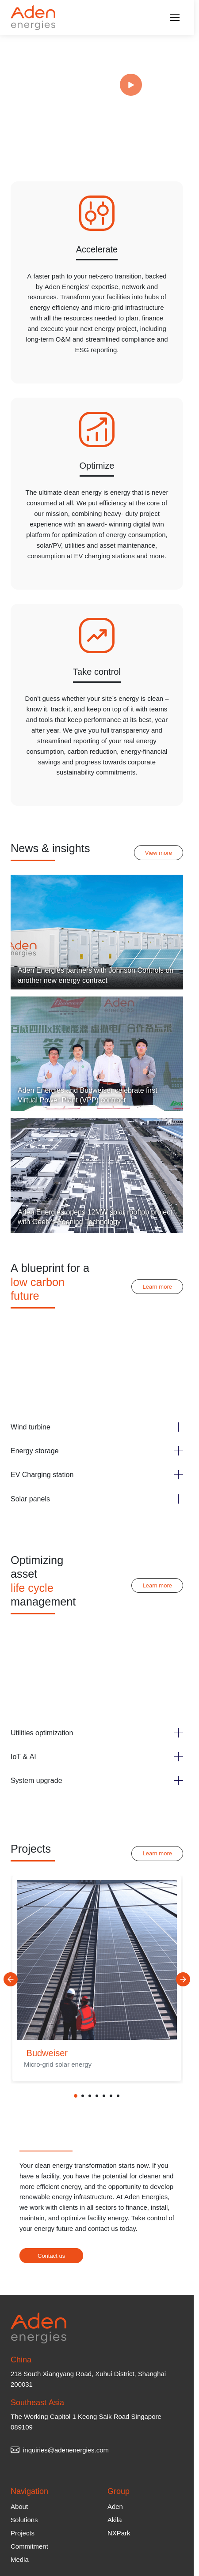 Aden
energies
Accelerate
A faster path to your net-zero transition, backed
by Aden Energies' expertise, network and
resources. Transform your facilities into hubs of
energy efficiency and micro-grid infrastructure
with all the resources needed to plan, finance
and execute your next energy project, including
long-term O&M and streamlined compliance and
ESG reporting.
Optimize
The ultimate clean energy is energy that is never
consumed at all. We put efficiency at the core of
our mission, combining heavy- duty project
experience with an award- winning digital twin
platform for optimization of energy consumption,
solar/PV, utilities and asset maintenance,
consumption at EV charging stations and more.
Take control
Don't guess whether your site's energy is clean –
know it, track it, and keep on top of it with teams
and tools that keep performance at its best, year
after year. We give you full transparency and
streamlined reporting of your real energy
consumption, carbon reduction, energy-financial
savings and progress towards corporate
sustainability commitments.
News & insights
View more
Aden Energies partners with Johnson Controls on
another new energy contract
Aden Energies and Budweiser celebrate first
Virtual Power Plant (VPP)
Aden Energies
12MW solar rooftop project
with
Technology
A blueprint for a
low carbon
future
Learn more
Wind turbine
Energy storage
EV Charging station
Solar panels
Optimizing
asset
life cycle
management
Learn more
Utilities optimization
IoT & AI
System upgrade
Projects
Learn more
Budweiser
Micro-grid solar energy
Your clean energy transformation starts now. If you
have a facility, you have the potential for cleaner and
more efficient energy, and the opportunity to develop
renewable energy infrastructure. At Aden Energies,
we work with clients in all sectors to finance, install,
maintain, and optimize facility energy. Take control of
your energy future and contact us today.
Contact us
Aden
energies
China
218 South Xiangyang Road, Xuhui District, Shanghai
200031
Southeast Asia
The Working Capitol 1 Keong Saik Road Singapore
089109
inquiries@adenenergies.com
Navigation
About
Solutions
Projects
Commitment
Media
Group
Aden
Akila
NXPark